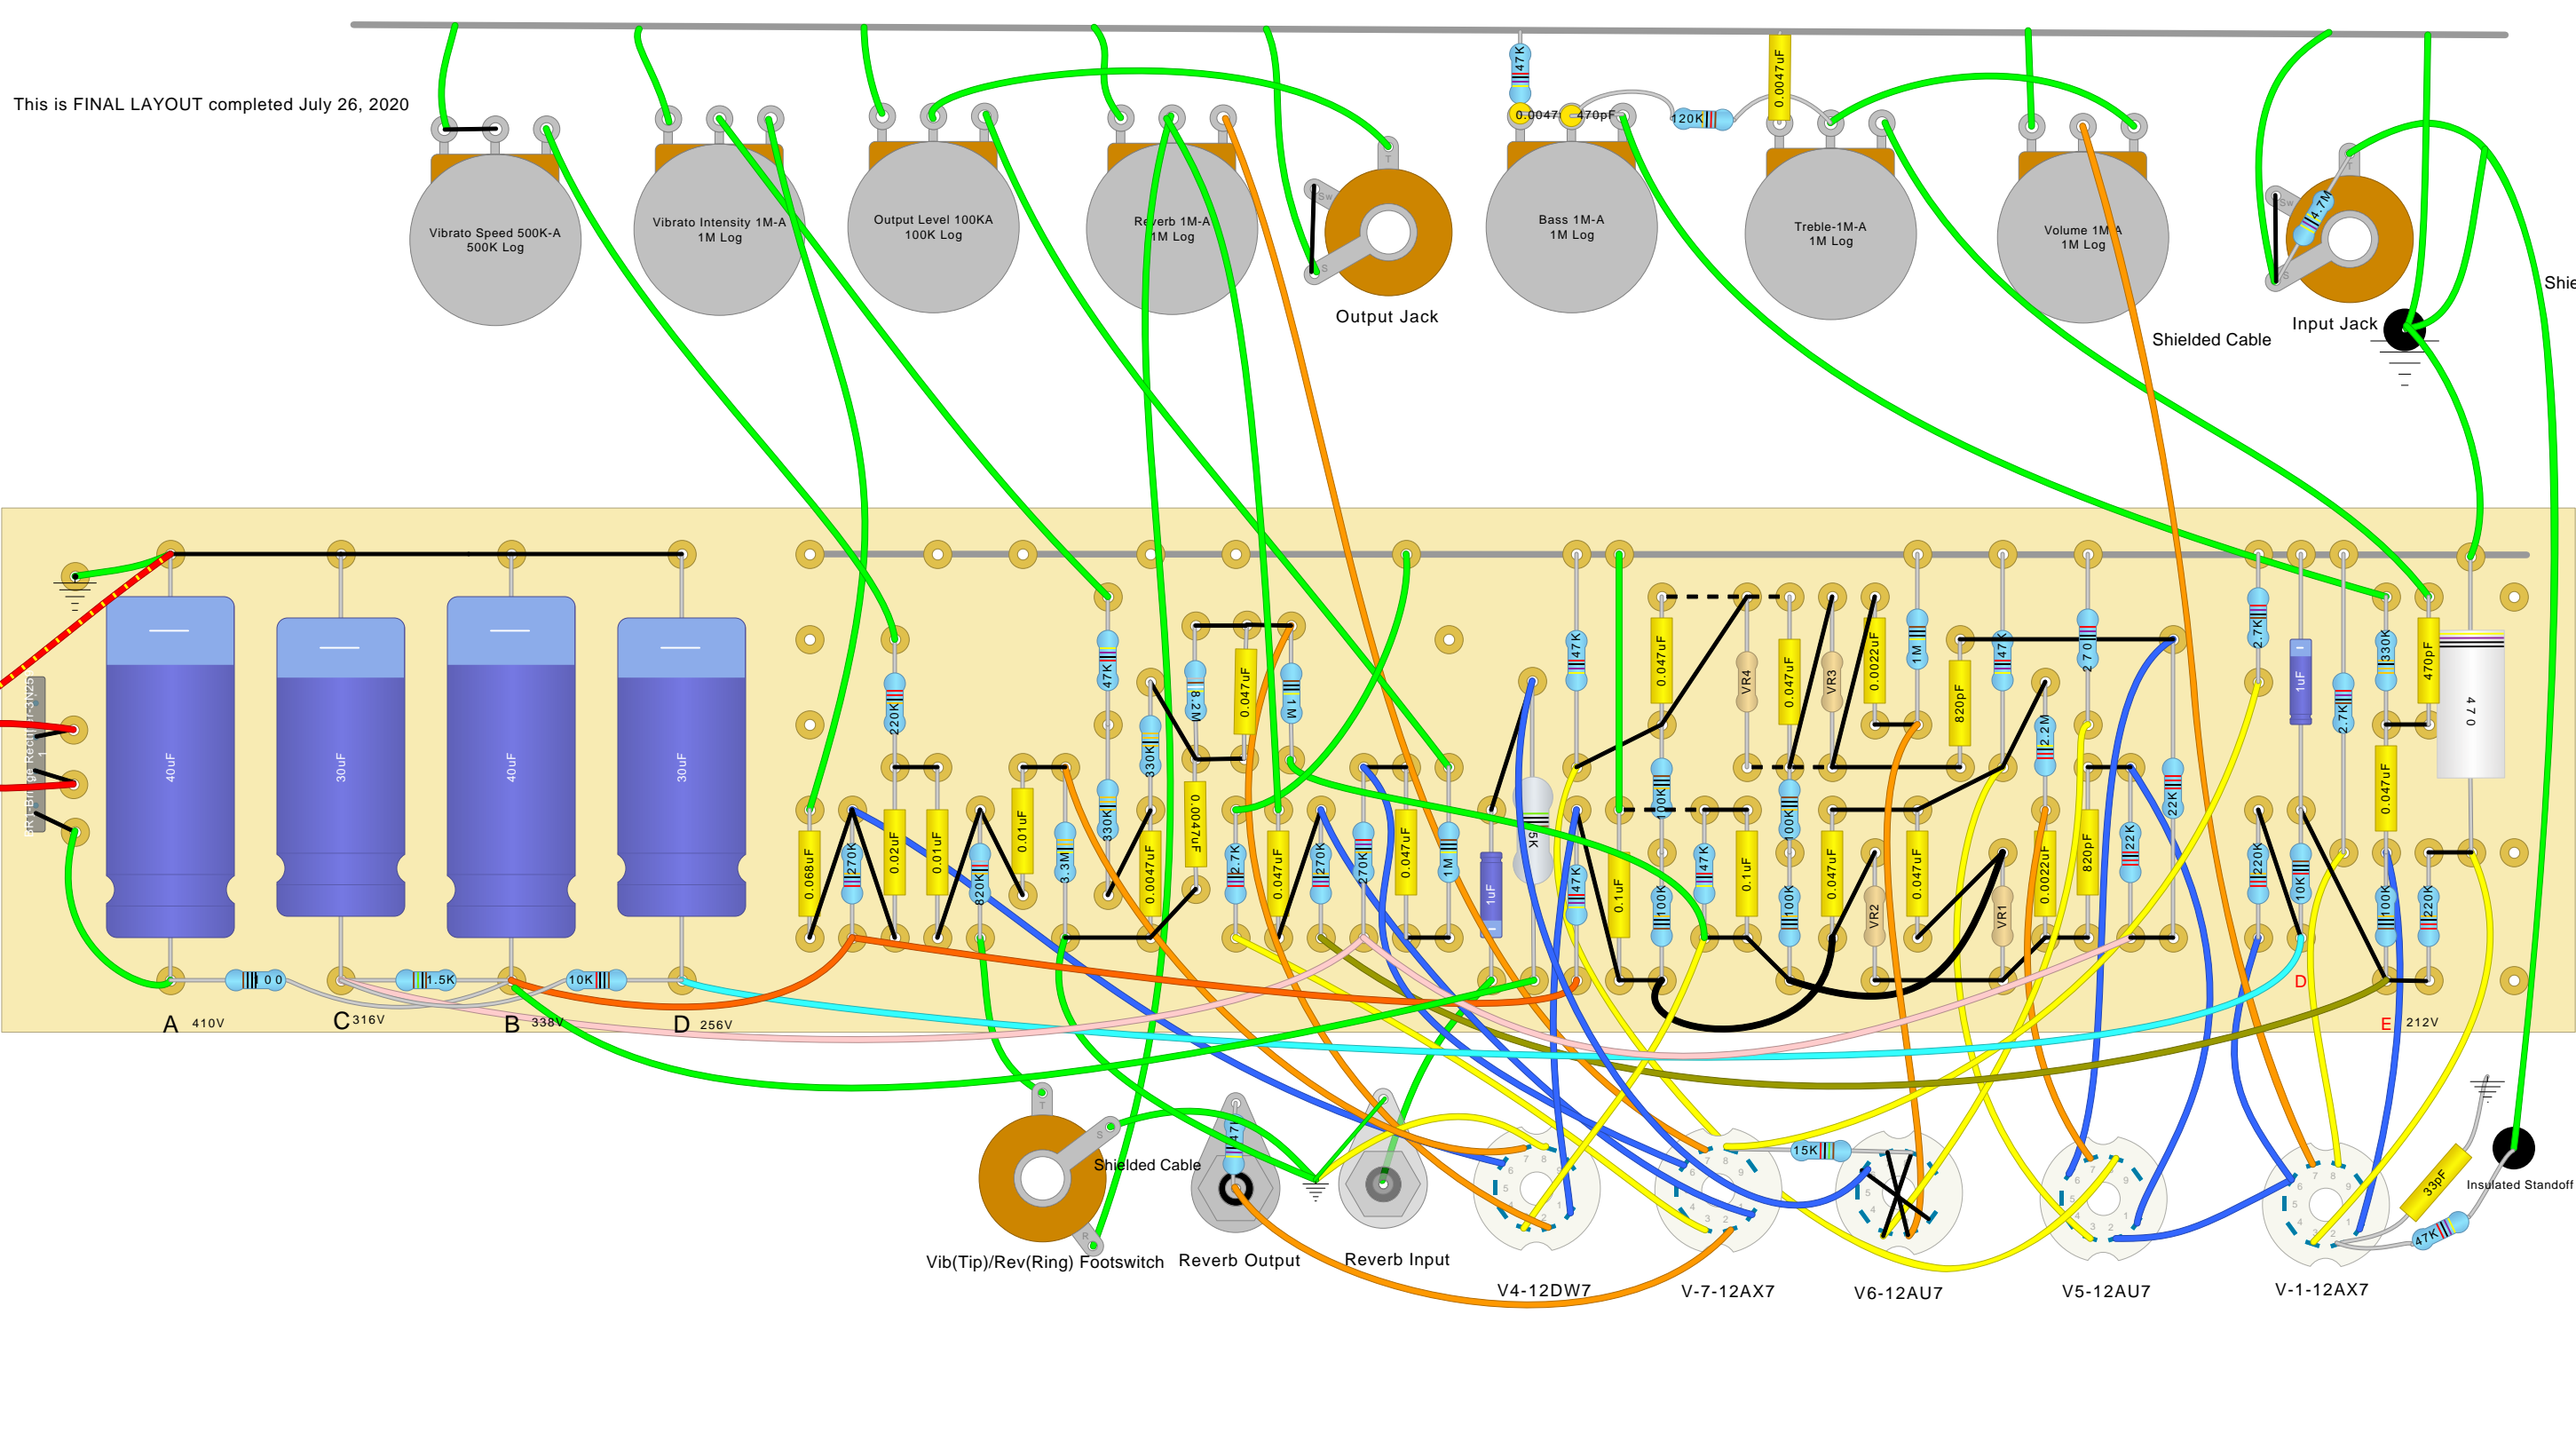 This is FINAL LAYOUT completed July 26, 2020
47K
0.0047uF
0.0047
470pF
120K
Vibrato Speed 500K-A
500K Log
Vibrato Intensity 1M-A
1M Log
Output Level 100KA
100K Log
Reverb 1M-A
1M Log
T
Sw
S
Output Jack
Bass 1M-A
1M Log
Treble-1M-A
1M Log
Volume 1M-A
1M Log
T
Sw
4.7M
S
Input Jack
Shie
Shielded Cable
40uF
30uF
40uF
30uF
100
1.5K
10K
A 410V
C 316V
B 338V
D 256V
220K
47K
330K
330K
8.2M
0.047uF
1M
0.068uF
270K
0.02uF
0.01uF
820K
0.01uF
3.3M
0.0047uF
0.0047uF
2.7K
0.047uF
270K
270K
0.047uF
1M
1uF
5K
47K
47K
0.1uF
0.047uF
100K
100K
VR4
47K
0.1uF
0.047uF
100K
100K
VR3
0.047uF
0.0022uF
VR2
1M
0.047uF
820pF
47K
VR1
2.2M
0.0022uF
270
820pF
22K
22K
2.7K
220K
1uF
10K
2.7K
330K
0.047uF
100K
470pF
220K
470
D
E 212V
T
S
R
Vib(Tip)/Rev(Ring) Footswitch
Shielded Cable
47K
Reverb Output
Reverb Input
V4-12DW7
V-7-12AX7
15K
V6-12AU7
V5-12AU7
V-1-12AX7
33pF
47K
Insulated Standoff